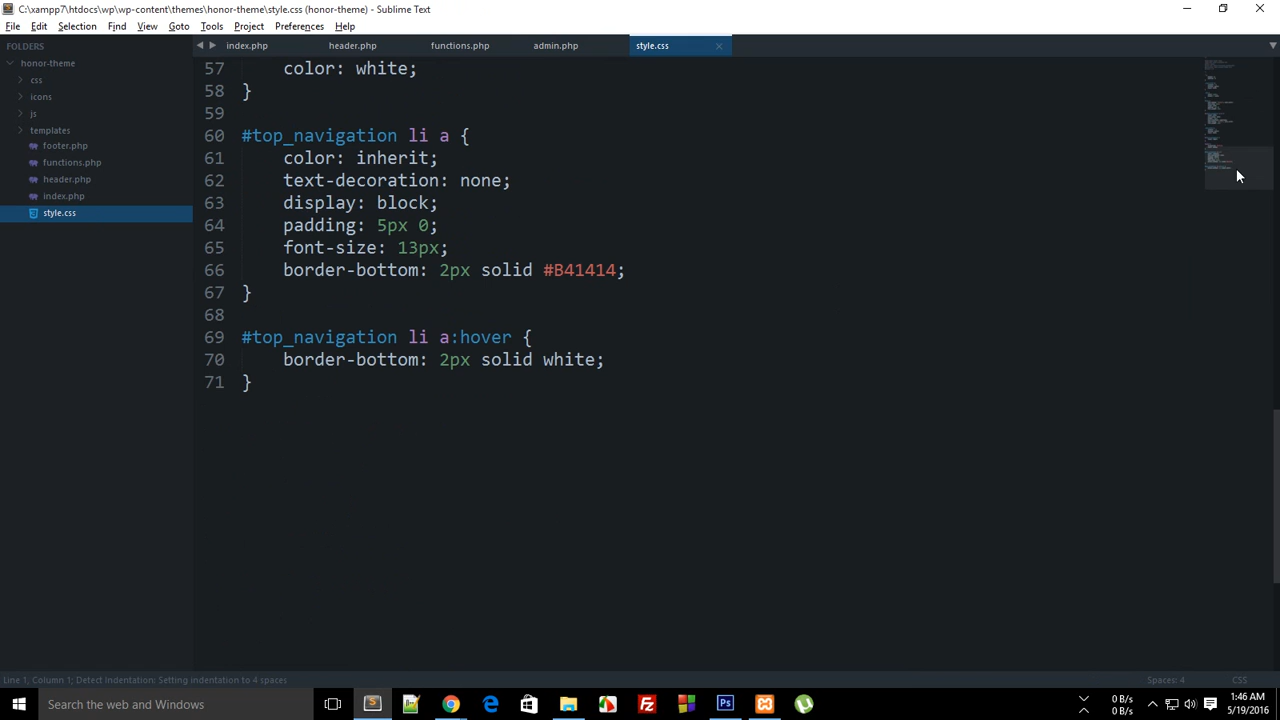 C:\xampp7\htdocs\wp\wp-content\themes\honor-theme\style.css (honor-theme) - Sublime Text
File Edit Selection Find View Goto Tools Project Preferences Help
FOLDERS
honor-theme
css
icons
js
templates
footer.php
functions.php
header.php
index.php
style.css
index.php header.php functions.php admin.php style.css
57 color: white;
58 }
59
60 #top_navigation li a {
61 color: inherit;
62 text-decoration: none;
63 display: block;
64 padding: 5px 0;
65 font-size: 13px;
66 border-bottom: 2px solid #B41414;
67 }
68
69 #top_navigation li a:hover {
70 border-bottom: 2px solid white;
71 }
Line 1, Column 1; Detect Indentation: Setting indentation to 4 spaces
Spaces: 4 CSS
Search the web and Windows
0 B/s
0 B/s
1:46 AM
5/19/2016